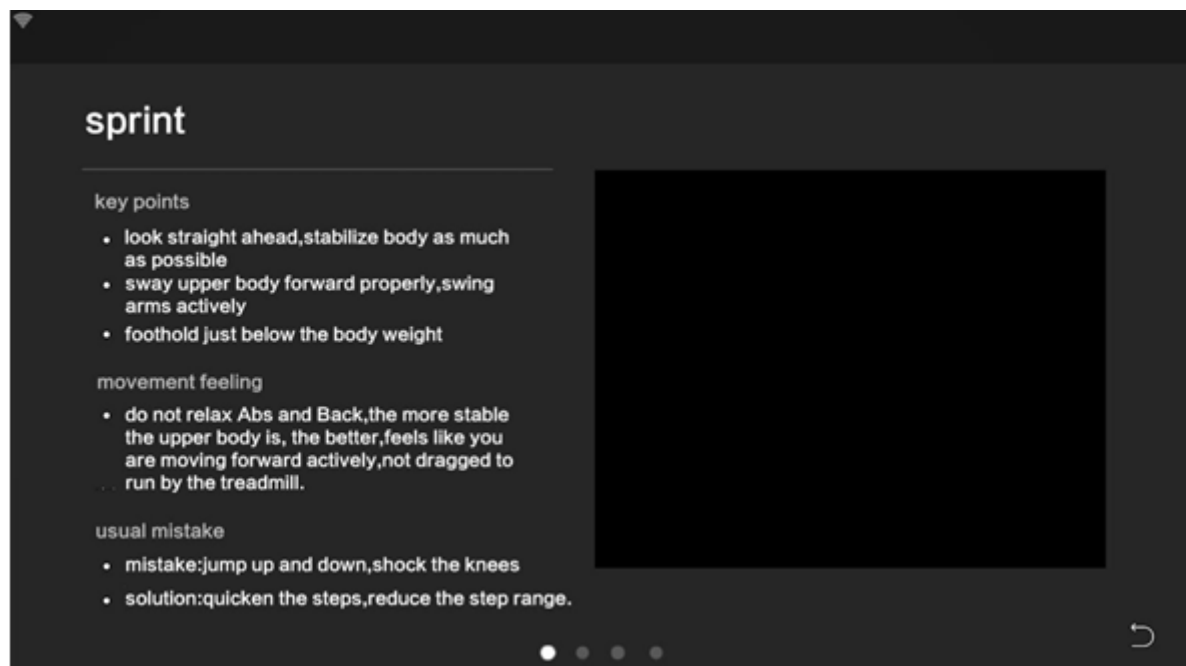 sprint
key points
• look straight ahead,stabilize body as much
as possible
• sway upper body forward properly,swing
arms actively
• foothold just below the body weight
movement feeling
• do not relax Abs and Back,the more stable
the upper body is, the better,feels like you
are moving forward actively,not dragged to
run by the treadmill.
usual mistake
• mistake:jump up and down,shock the knees
• solution:quicken the steps,reduce the step range.